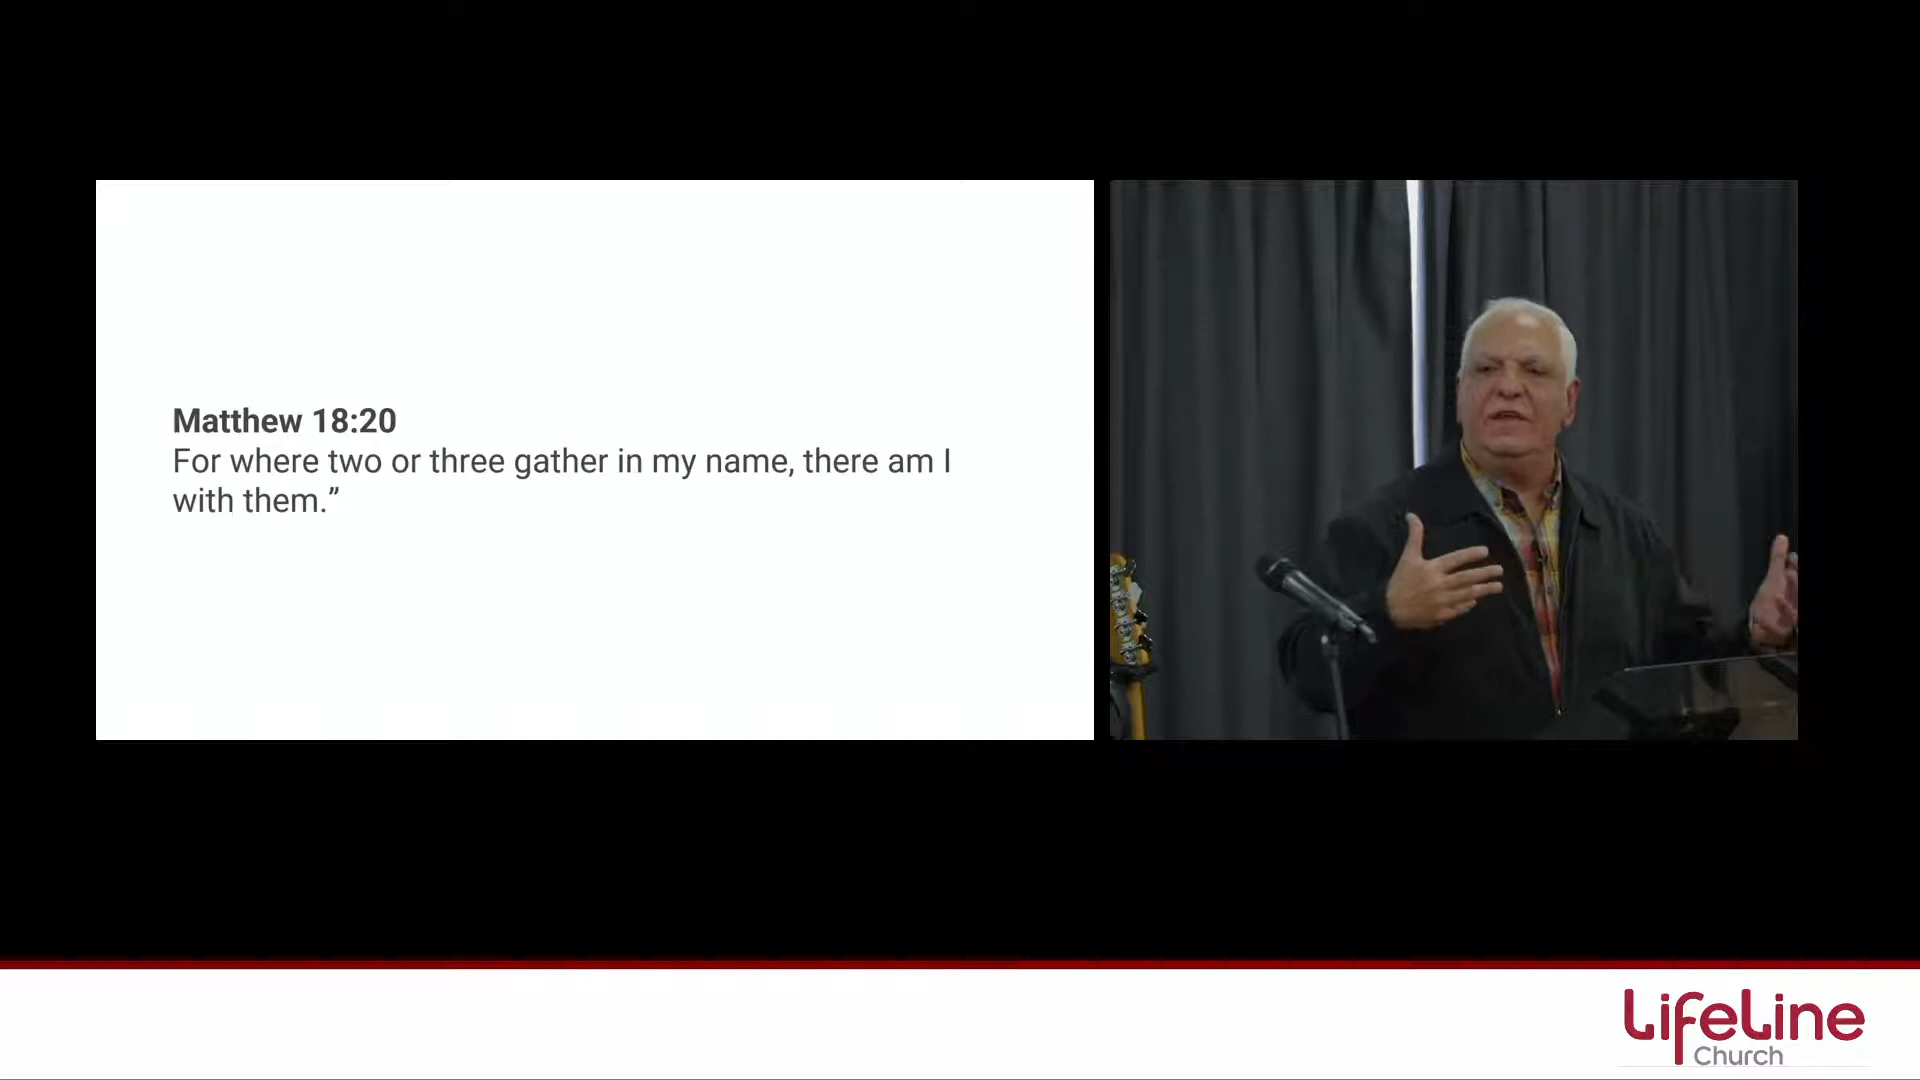 Matthew 18:20
For where two or three gather in my name, there am I
with them.”
LifeLine
Church